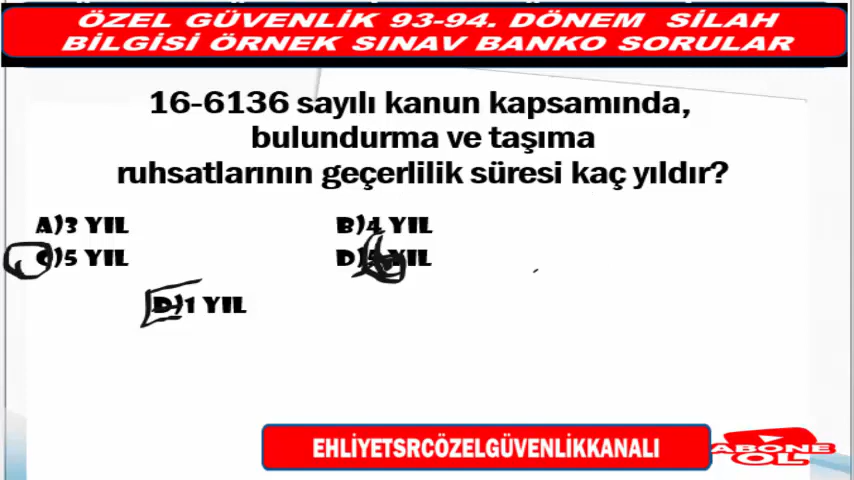 ÖZEL GÜVENLİK 93-94. DÖNEM SİLAH
BİLGİSİ ÖRNEK SINAV BANKO SORULAR
16-6136 sayılı kanun kapsamında,
bulundurma ve taşıma
ruhsatlarının geçerlilik süresi kaç yıldır?
A)3 YIL
B)4 YIL
C)5 YIL
D) YIL
D)1 YIL
EHLİYETSRCÖZELGÜVENLİKKANALI
ABONE
OL